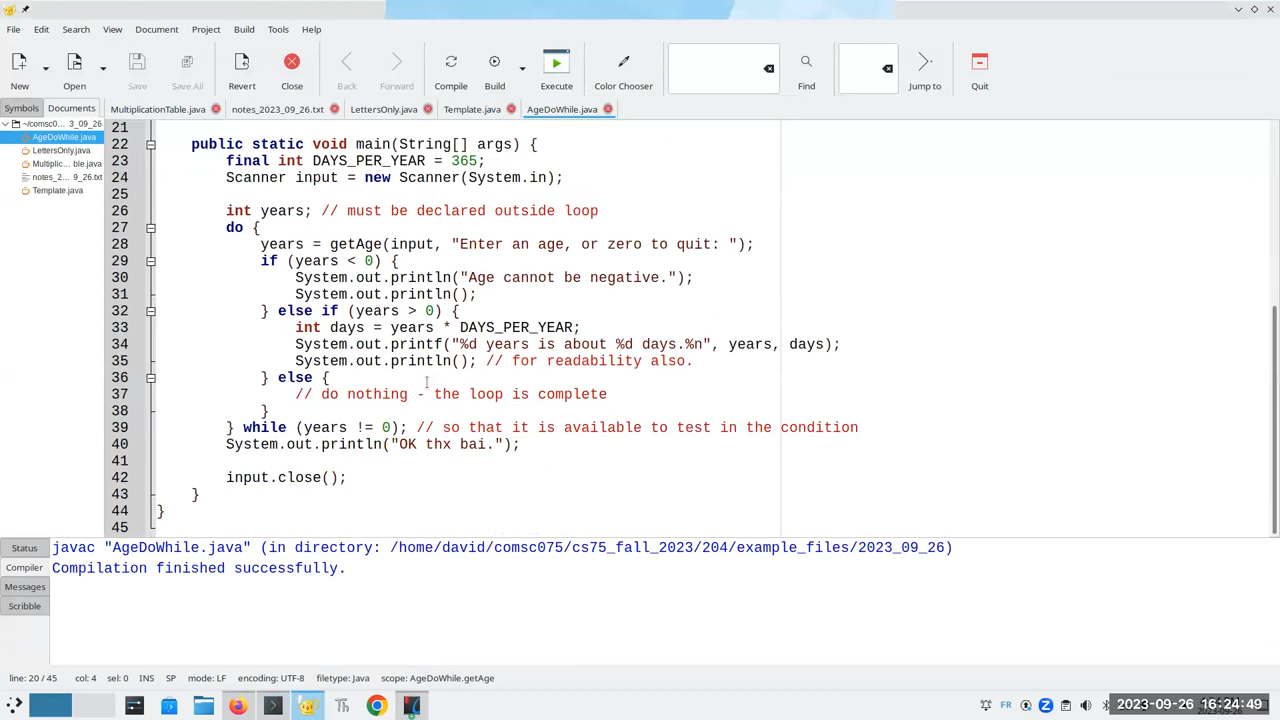 File Edit Search View Document Project Build Tools Help
New Open Save Save All Revert Close Back Forward Compile Build Execute Color Chooser Find Jump to Quit
Symbols Documents MultiplicationTable.java notes_2023_09_26.txt LettersOnly.java Template.java AgeDoWhile.java
~/comsc0… 3_09_26
AgeDoWhile.java
LettersOnly.java
Multiplic… ble.java
notes_2… 9_26.txt
Template.java
21
22 public static void main(String[] args) {
23 final int DAYS_PER_YEAR = 365;
24 Scanner input = new Scanner(System.in);
25
26 int years; // must be declared outside loop
27 do {
28 years = getAge(input, "Enter an age, or zero to quit: ");
29 if (years < 0) {
30 System.out.println("Age cannot be negative.");
31 System.out.println();
32 } else if (years > 0) {
33 int days = years * DAYS_PER_YEAR;
34 System.out.printf("%d years is about %d days.%n", years, days);
35 System.out.println(); // for readability also.
36 } else {
37 // do nothing - the loop is complete
38 }
39 } while (years != 0); // so that it is available to test in the condition
40 System.out.println("OK thx bai.");
41
42 input.close();
43 }
44 }
45
Status
Compiler
Messages
Scribble
javac "AgeDoWhile.java" (in directory: /home/david/comsc075/cs75_fall_2023/204/example_files/2023_09_26)
Compilation finished successfully.
line: 20 / 45 col: 4 sel: 0 INS SP mode: LF encoding: UTF-8 filetype: Java scope: AgeDoWhile.getAge
FR
2023-09-26 16:24:49